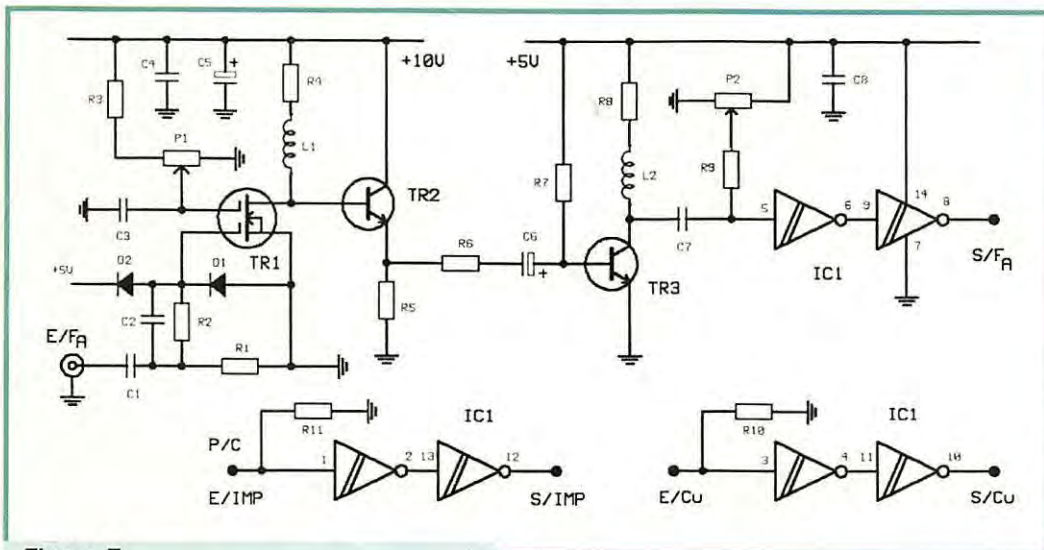 +10V
+5V
C4
C5
+
R4
R3
P1
L1
TR2
C3
TR1
+5V
D2
D1
C2
R2
E/FA
R1
C1
R5
R6
C6
+
R7
R8
L2
TR3
C7
P2
R9
C8
5
6
9
14
8
7
IC1
S/FA
P/C
R11
IC1
1
2
13
12
E/IMP
S/IMP
R10
IC1
3
4
11
10
E/Cu
S/Cu